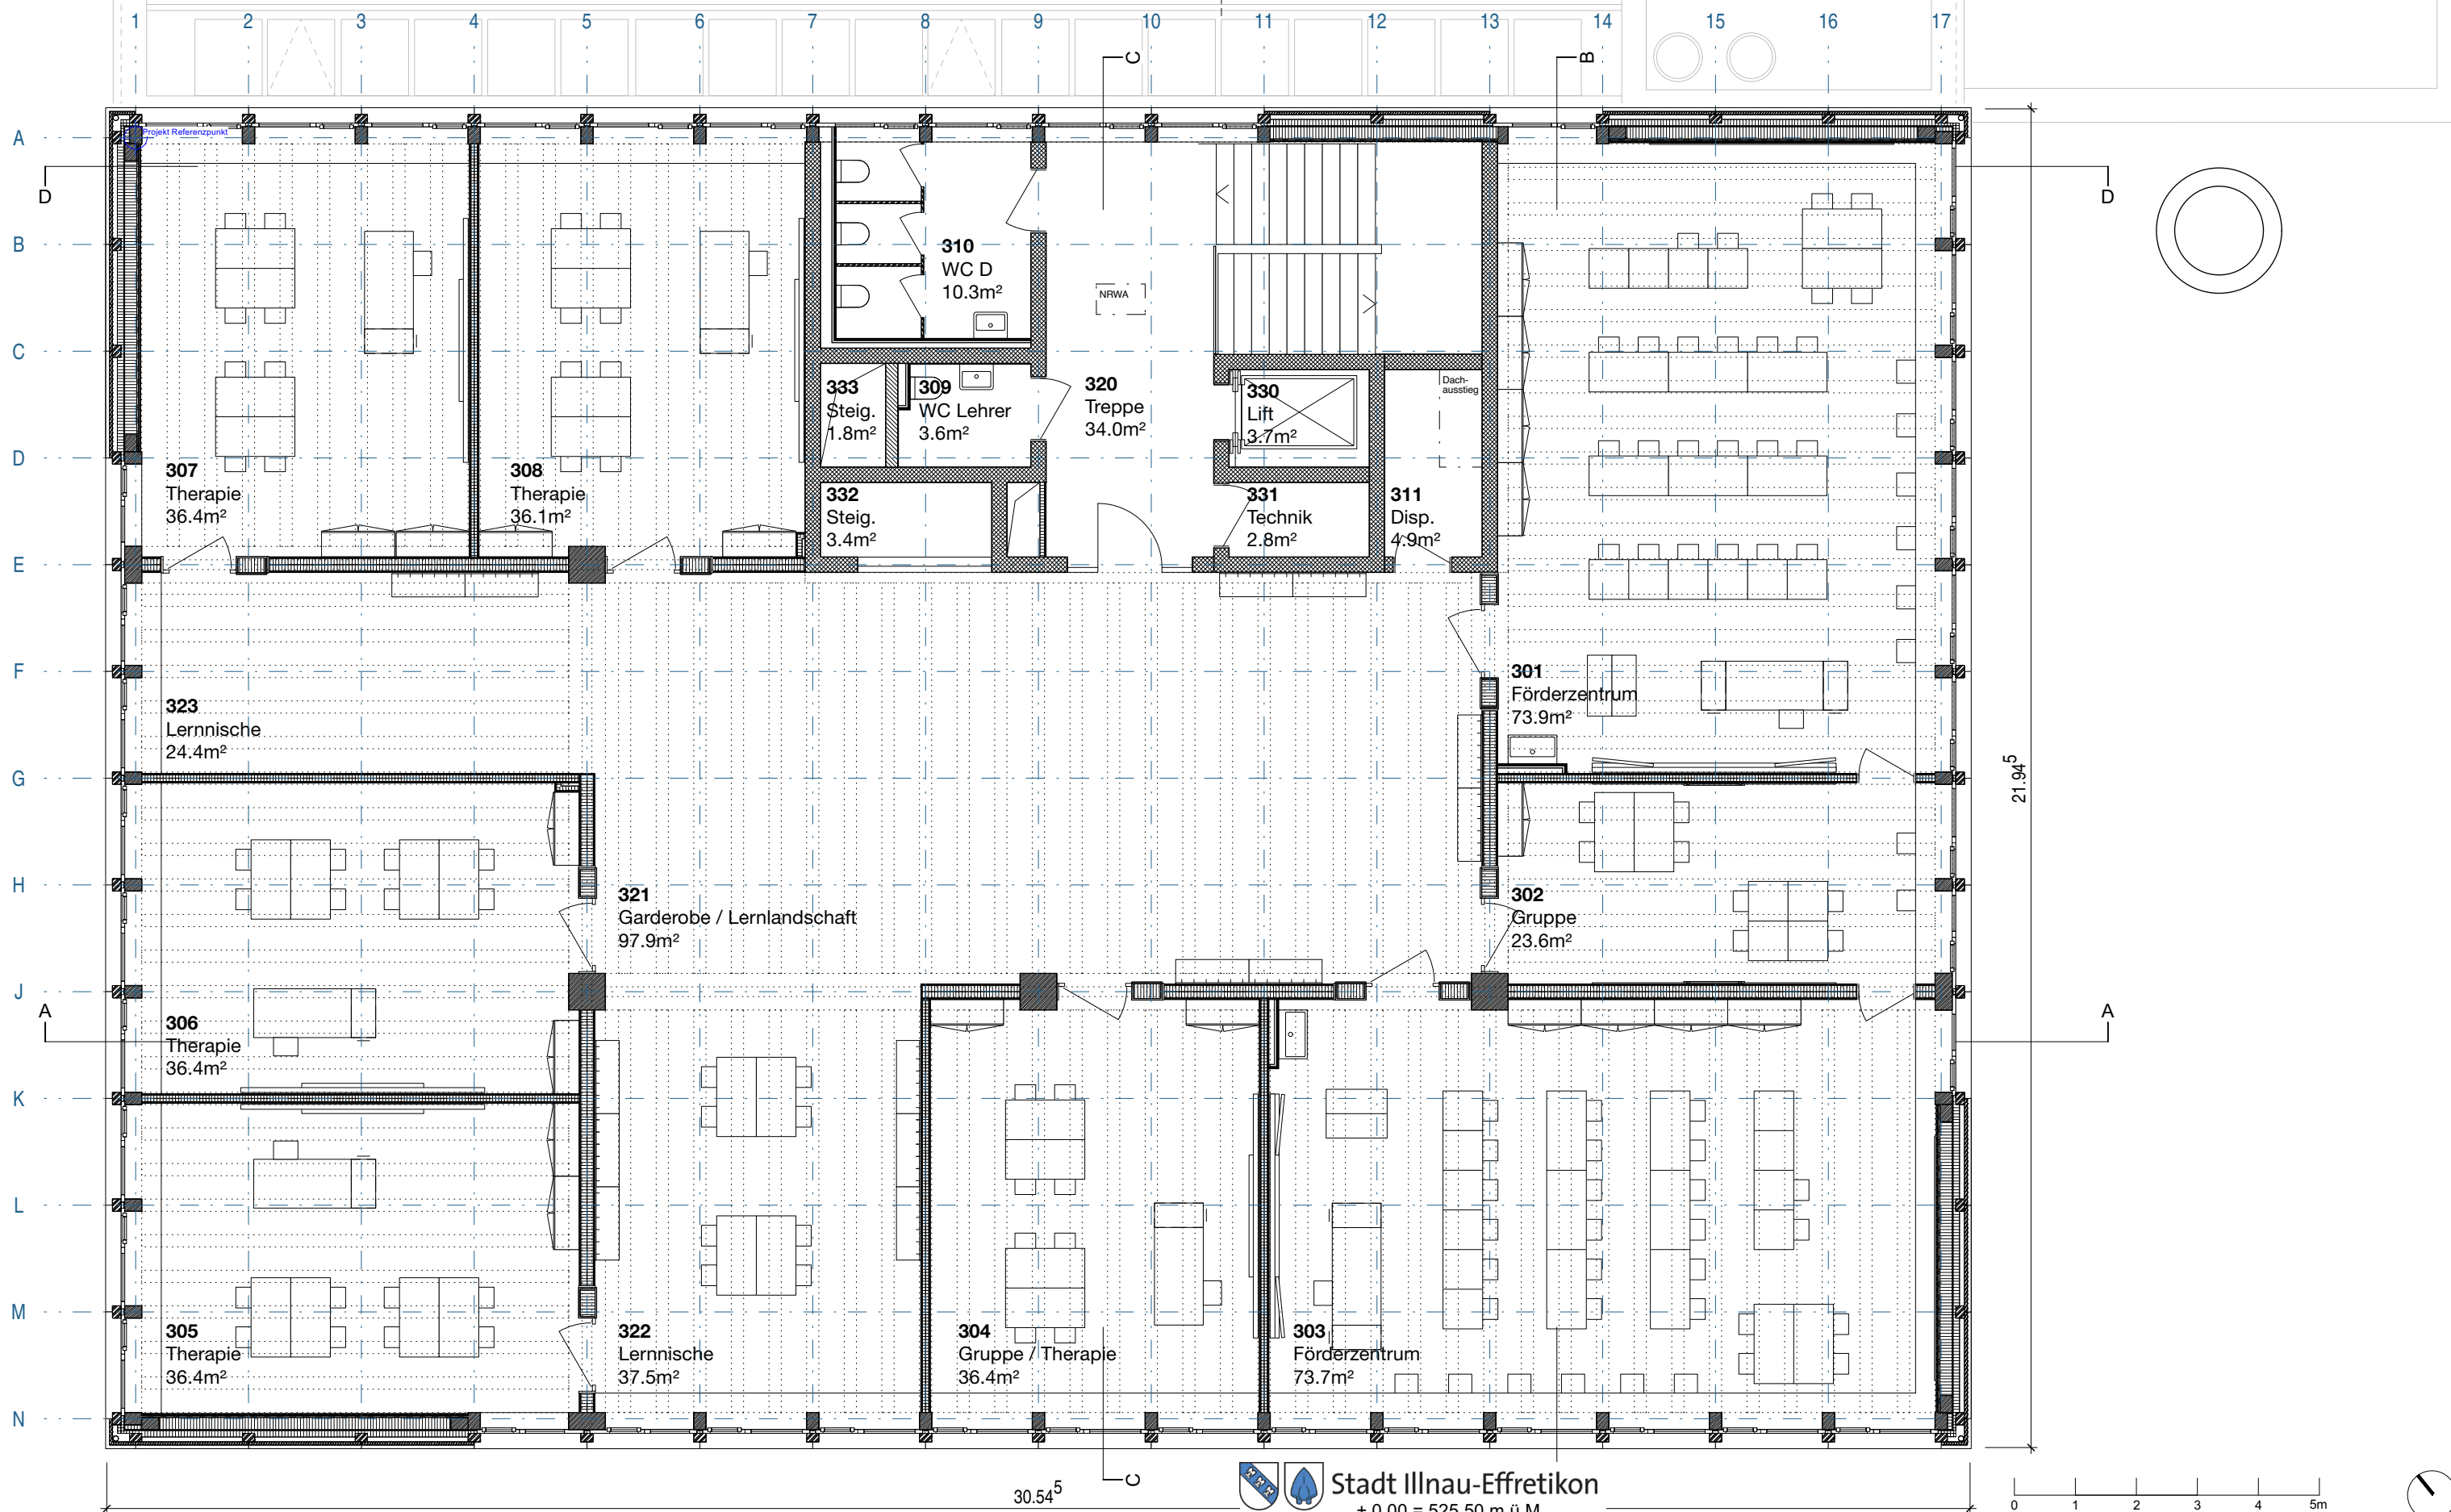 1 2 3 4 5 6 7 8 9 10 11 12 13 14 15 16 17
C B
A
Projekt Referenzpunkt
D D
B
310
WC D
10.3m²
NRWA
C
333
Steig.
1.8m²
309
WC Lehrer
3.6m²
320
Treppe
34.0m²
330
Lift
3.7m²
Dach-
ausstieg
D
307
Therapie
36.4m²
308
Therapie
36.1m²
332
Steig.
3.4m²
331
Technik
2.8m²
311
Disp.
4.9m²
E
F
301
Förderzentrum
73.9m²
323
Lernnische
24.4m²
G
21.94⁵
H
321
Garderobe / Lernlandschaft
97.9m²
302
Gruppe
23.6m²
J
A A
306
Therapie
36.4m²
K
L
M
305
Therapie
36.4m²
322
Lernnische
37.5m²
304
Gruppe / Therapie
36.4m²
303
Förderzentrum
73.7m²
N
C
30.54⁵
Stadt Illnau-Effretikon
± 0.00 = 525.50 m ü.M.
0 1 2 3 4 5m